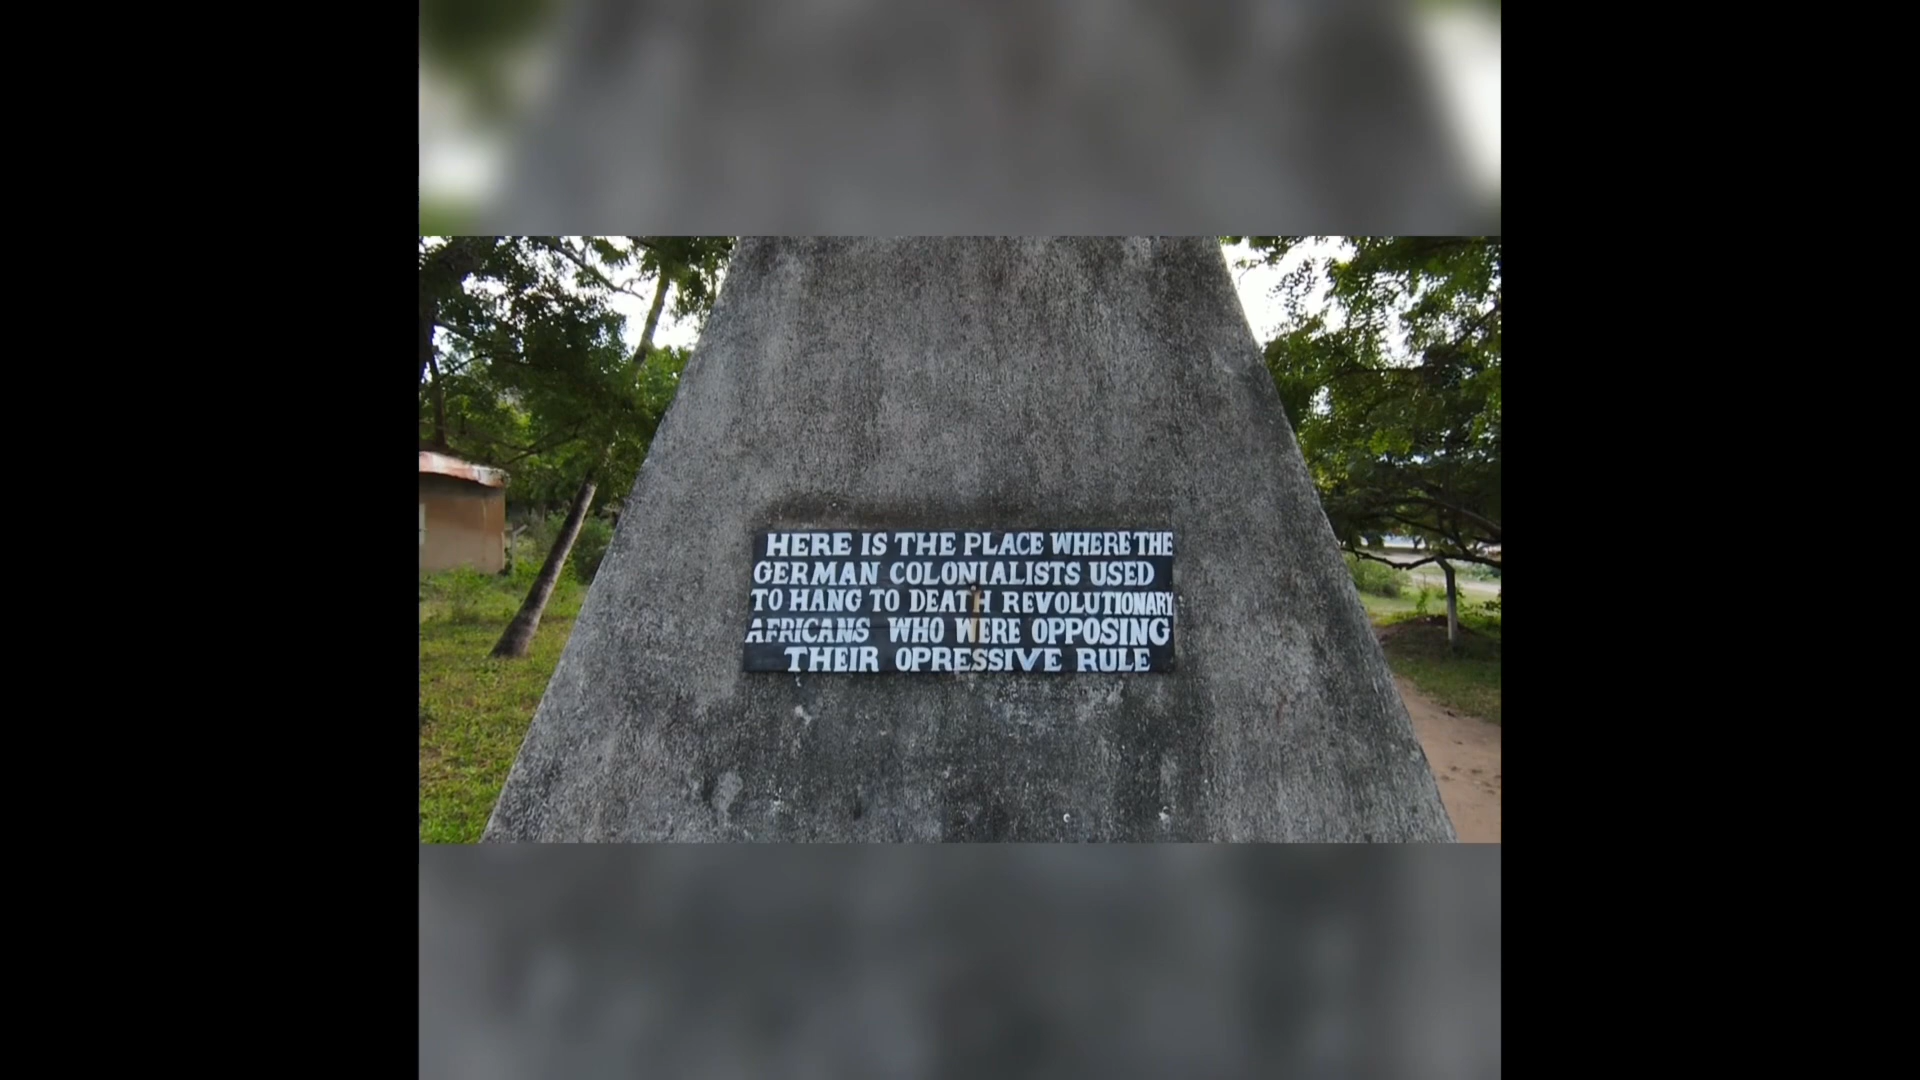 HERE IS THE PLACE WHERE THE
GERMAN COLONIALISTS USED
TO HANG TO DEATH REVOLUTIONARY
AFRICANS WHO WERE OPPOSING
THEIR OPRESSIVE RULE